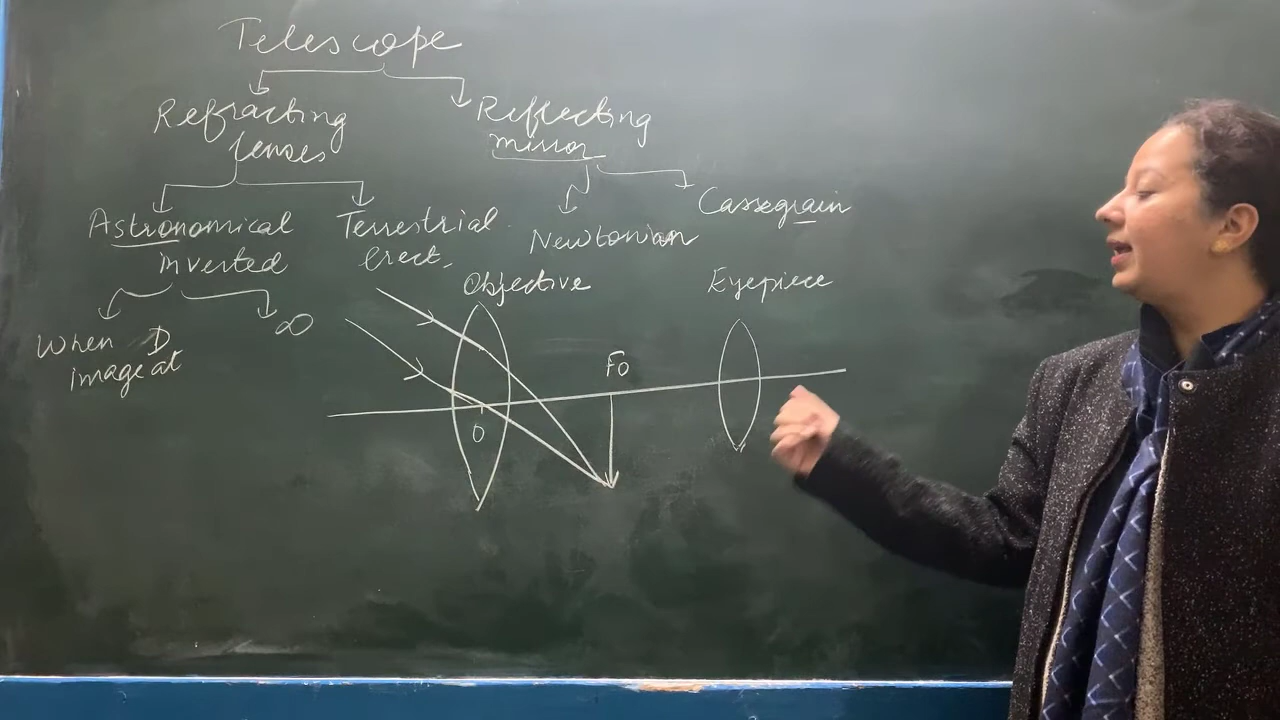 Telescope
Refracting
lenses
Reflecting
mirror
Astronomical
inverted
Terrestrial
erect,
Newtonian
Cassegrain
When D
image at
∞
Objective
Eyepiece
Fo
O